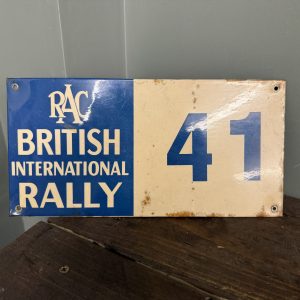 RAC
BRITISH
INTERNATIONAL
RALLY
41